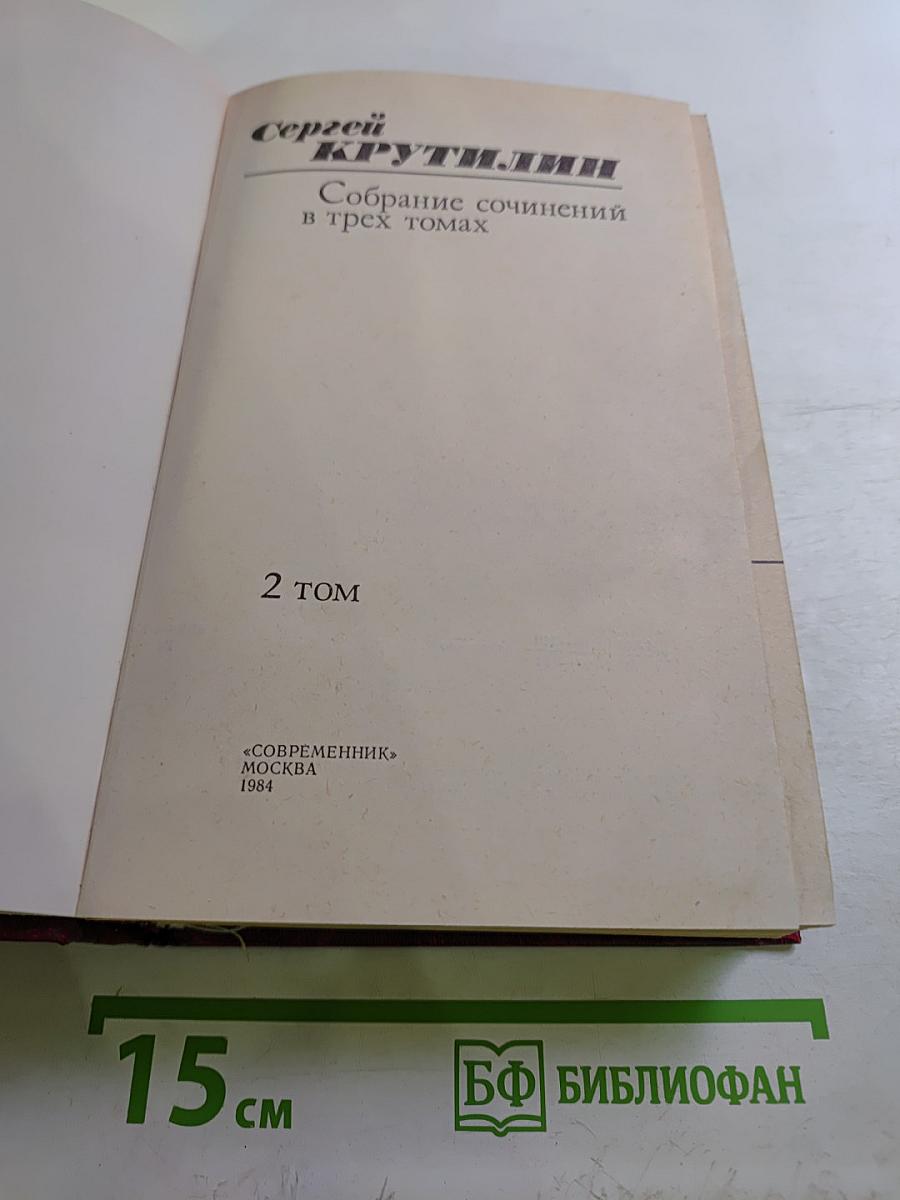 Сергей
КРУТИЛИН
Собрание сочинений
в трех томах
2 том
«СОВРЕМЕННИК»
МОСКВА
1984
15 см
БФ БИБЛИОФАН